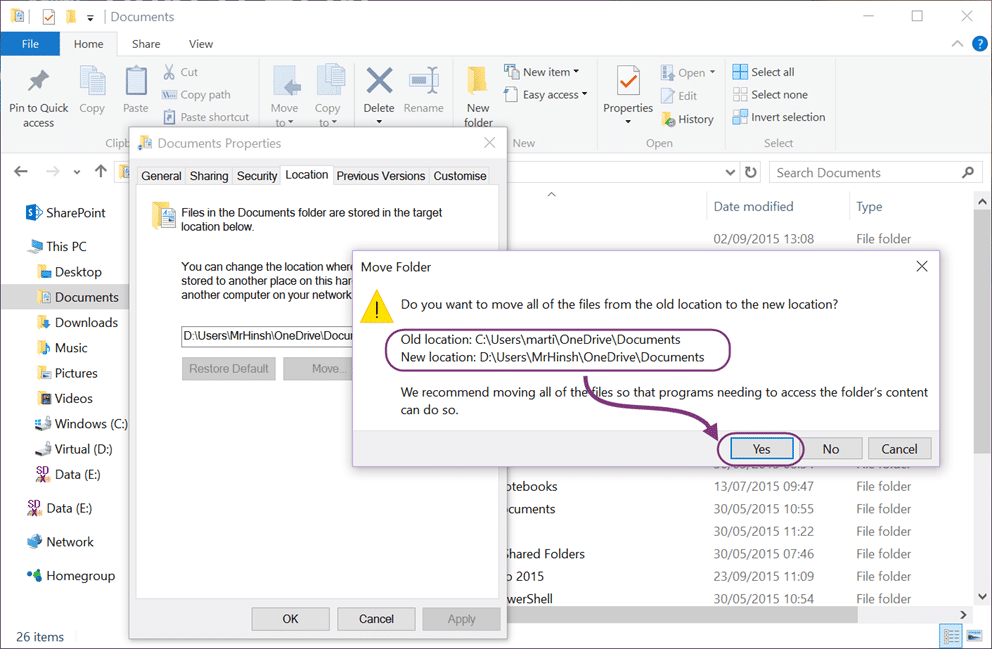 Documents
File
Home
Share
View
Pin to Quick
access
Copy
Paste
Cut
Copy path
Paste shortcut
Move
to
Copy
to
Delete
Rename
New
folder
New item
Easy access
Properties
Open
Edit
History
Select all
Select none
Invert selection
New
Open
Select
Search Documents
Documents Properties
General
Sharing
Security
Location
Previous Versions
Customise
Files in the Documents folder are stored in the target
location below.
You can change the location where
stored to another place on this har
another computer on your network.
D:\Users\MrHinsh\OneDrive\Docu
Restore Default
Move...
OK
Cancel
Apply
Move Folder
Do you want to move all of the files from the old location to the new location?
Old location: C:\Users\marti\OneDrive\Documents
New location: D:\Users\MrHinsh\OneDrive\Documents
We recommend moving all of the files so that programs needing to access the folder's content
can do so.
Yes
No
Cancel
SharePoint
This PC
Desktop
Documents
Downloads
Music
Pictures
Videos
Windows (C:)
Virtual (D:)
Data (E:)
Data (E:)
Network
Homegroup
Date modified
Type
02/09/2015 13:08
File folder
otebooks
13/07/2015 09:47
File folder
cuments
30/05/2015 10:55
File folder
30/05/2015 11:22
File folder
Shared Folders
30/05/2015 07:46
File folder
o 2015
23/09/2015 11:09
File folder
werShell
30/05/2015 10:54
File folder
26 items